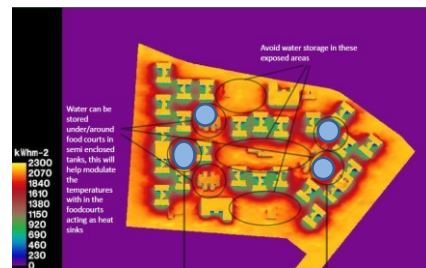 Avoid water storage in these
exposed areas
Water can be
stored
under/around
food courts in
semi enclosed
tanks, this will
help modulate
the
temperatures
with in the
foodcourts
acting as heat
sinks
kWhm-2
2300
2070
1840
1610
1380
1150
920
690
460
230
0